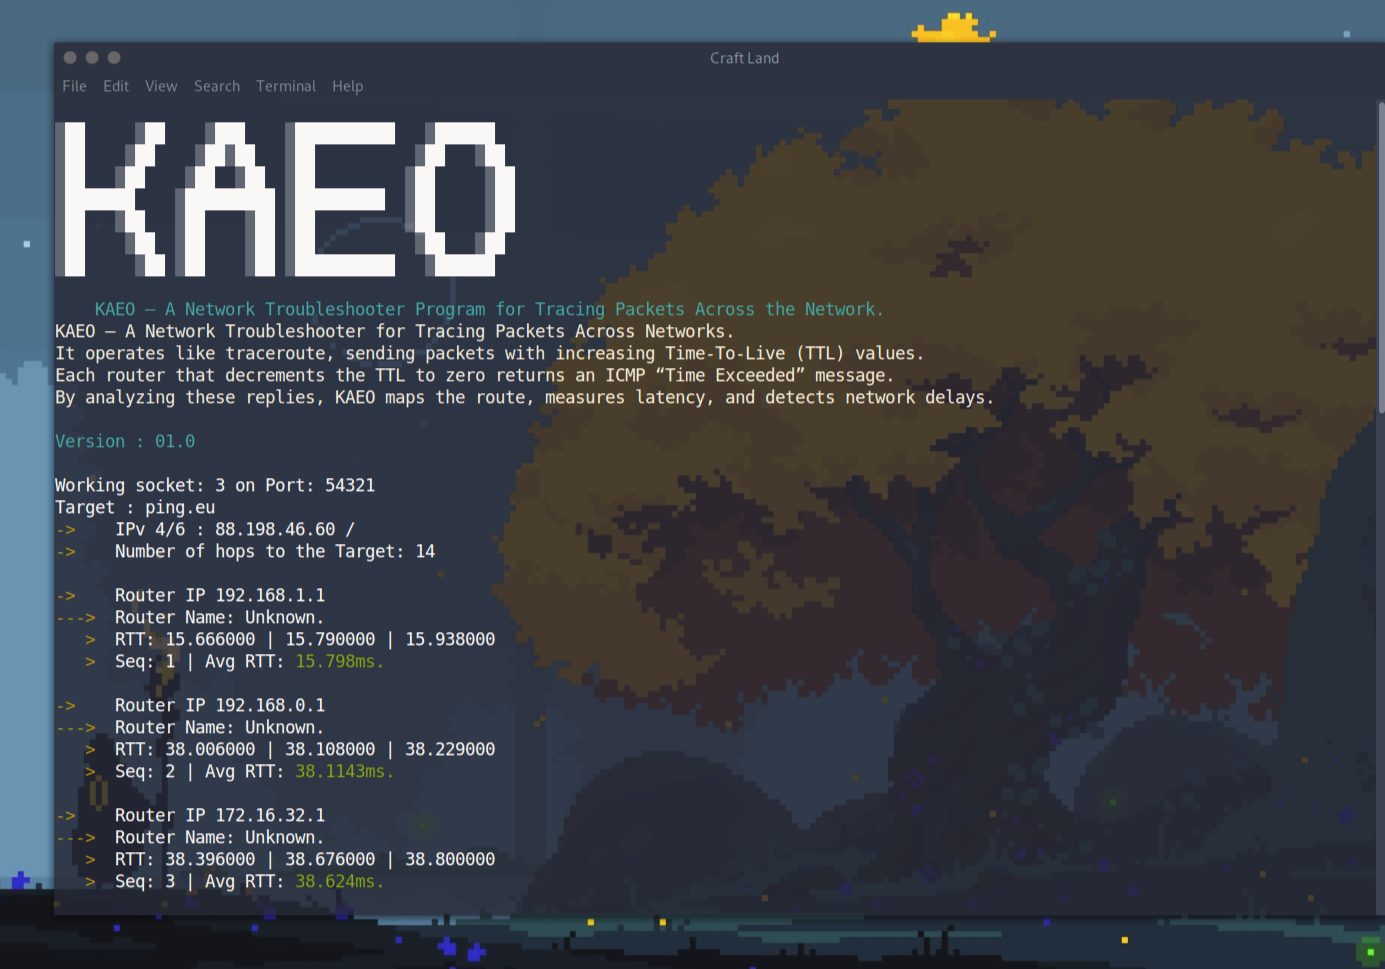 Craft Land
File Edit View Search Terminal Help
KAEO
KAEO – A Network Troubleshooter Program for Tracing Packets Across the Network.
KAEO – A Network Troubleshooter for Tracing Packets Across Networks.
It operates like traceroute, sending packets with increasing Time-To-Live (TTL) values.
Each router that decrements the TTL to zero returns an ICMP “Time Exceeded” message.
By analyzing these replies, KAEO maps the route, measures latency, and detects network delays.
Version : 01.0
Working socket: 3 on Port: 54321
Target : ping.eu
-> IPv 4/6 : 88.198.46.60 /
-> Number of hops to the Target: 14
-> Router IP 192.168.1.1
---> Router Name: Unknown.
> RTT: 15.666000 | 15.790000 | 15.938000
> Seq: 1 | Avg RTT: 15.798ms.
-> Router IP 192.168.0.1
---> Router Name: Unknown.
> RTT: 38.006000 | 38.108000 | 38.229000
> Seq: 2 | Avg RTT: 38.1143ms.
-> Router IP 172.16.32.1
---> Router Name: Unknown.
> RTT: 38.396000 | 38.676000 | 38.800000
> Seq: 3 | Avg RTT: 38.624ms.